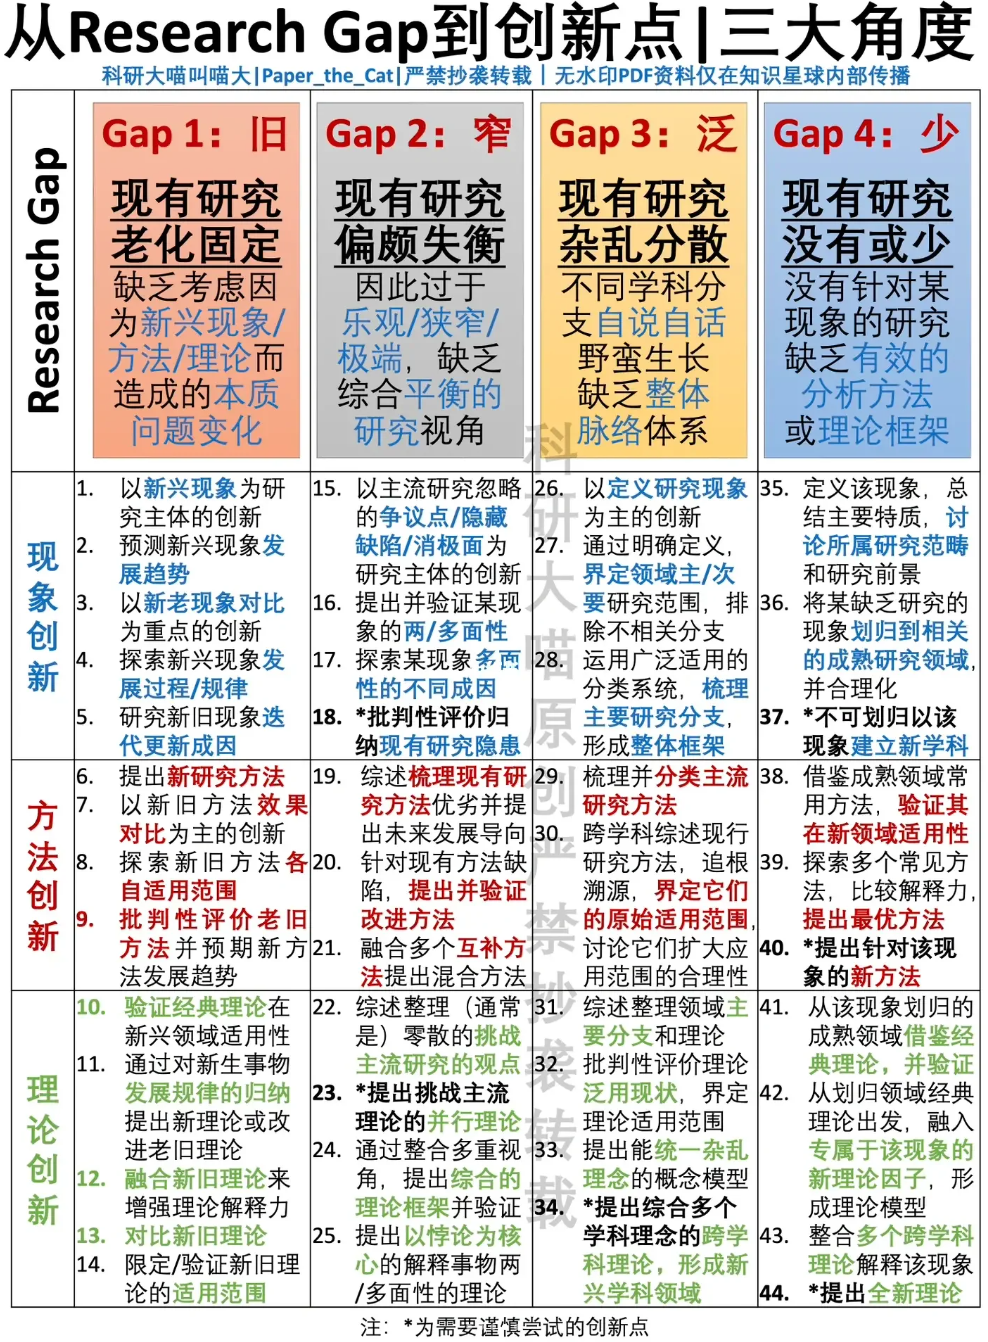 从Research Gap到创新点|三大角度
科研大喵叫喵大|Paper_the_Cat|严禁抄袭转载｜无水印PDF资料仅在知识星球内部传播
Research Gap
Gap 1：旧
现有研究
老化固定
缺乏考虑因
为新兴现象/
方法/理论而
造成的本质
问题变化
Gap 2：窄
现有研究
偏颇失衡
因此过于
乐观/狭窄/
极端，缺乏
综合平衡的
研究视角
Gap 3：泛
现有研究
杂乱分散
不同学科分
支自说自话
野蛮生长
缺乏整体
脉络体系
Gap 4：少
现有研究
没有或少
没有针对某
现象的研究
缺乏有效的
分析方法
或理论框架
现象创新
1. 以新兴现象为研
究主体的创新
2. 预测新兴现象发
展趋势
3. 以新老现象对比
为重点的创新
4. 探索新兴现象发
展过程/规律
5. 研究新旧现象迭
代更新成因
15. 以主流研究忽略
的争议点/隐藏
缺陷/消极面为
研究主体的创新
16. 提出并验证某现
象的两/多面性
17. 探索某现象多面
性的不同成因
18. *批判性评价归
纳现有研究隐患
26. 以定义研究现象
为主的创新
27. 通过明确定义，
界定领域主/次
要研究范围，排
除不相关分支
28. 运用广泛适用的
分类系统，梳理
主要研究分支，
形成整体框架
35. 定义该现象，总
结主要特质，讨
论所属研究范畴
和研究前景
36. 将某缺乏研究的
现象划归到相关
的成熟研究领域，
并合理化
37. *不可划归以该
现象建立新学科
方法创新
6. 提出新研究方法
7. 以新旧方法效果
对比为主的创新
8. 探索新旧方法各
自适用范围
9. 批判性评价老旧
方法并预期新方
法发展趋势
19. 综述梳理现有研
究方法优劣并提
出未来发展导向
20. 针对现有方法缺
陷，提出并验证
改进方法
21. 融合多个互补方
法提出混合方法
29. 梳理并分类主流
研究方法
30. 跨学科综述现行
研究方法，追根
溯源，界定它们
的原始适用范围，
讨论它们扩大应
用范围的合理性
38. 借鉴成熟领域常
用方法，验证其
在新领域适用性
39. 探索多个常见方
法，比较解释力，
提出最优方法
40. *提出针对该现
象的新方法
理论创新
10. 验证经典理论在
新兴领域适用性
11. 通过对新生事物
发展规律的归纳
提出新理论或改
进老旧理论
12. 融合新旧理论来
增强理论解释力
13. 对比新旧理论
14. 限定/验证新旧理
论的适用范围
22. 综述整理（通常
是）零散的挑战
主流研究的观点
23. *提出挑战主流
理论的并行理论
24. 通过整合多重视
角，提出综合的
理论框架并验证
25. 提出以悖论为核
心的解释事物两
/多面性的理论
31. 综述整理领域主
要分支和理论
32. 批判性评价理论
泛用现状，界定
理论适用范围
33. 提出能统一杂乱
理念的概念模型
34. *提出综合多个
学科理念的跨学
科理论，形成新
兴学科领域
41. 从该现象划归的
成熟领域借鉴经
典理论，并验证
42. 从划归领域经典
理论出发，融入
专属于该现象的
新理论因子，形
成理论模型
43. 整合多个跨学科
理论解释该现象
44. *提出全新理论
科研大喵原创严禁抄袭转载
注：*为需要谨慎尝试的创新点